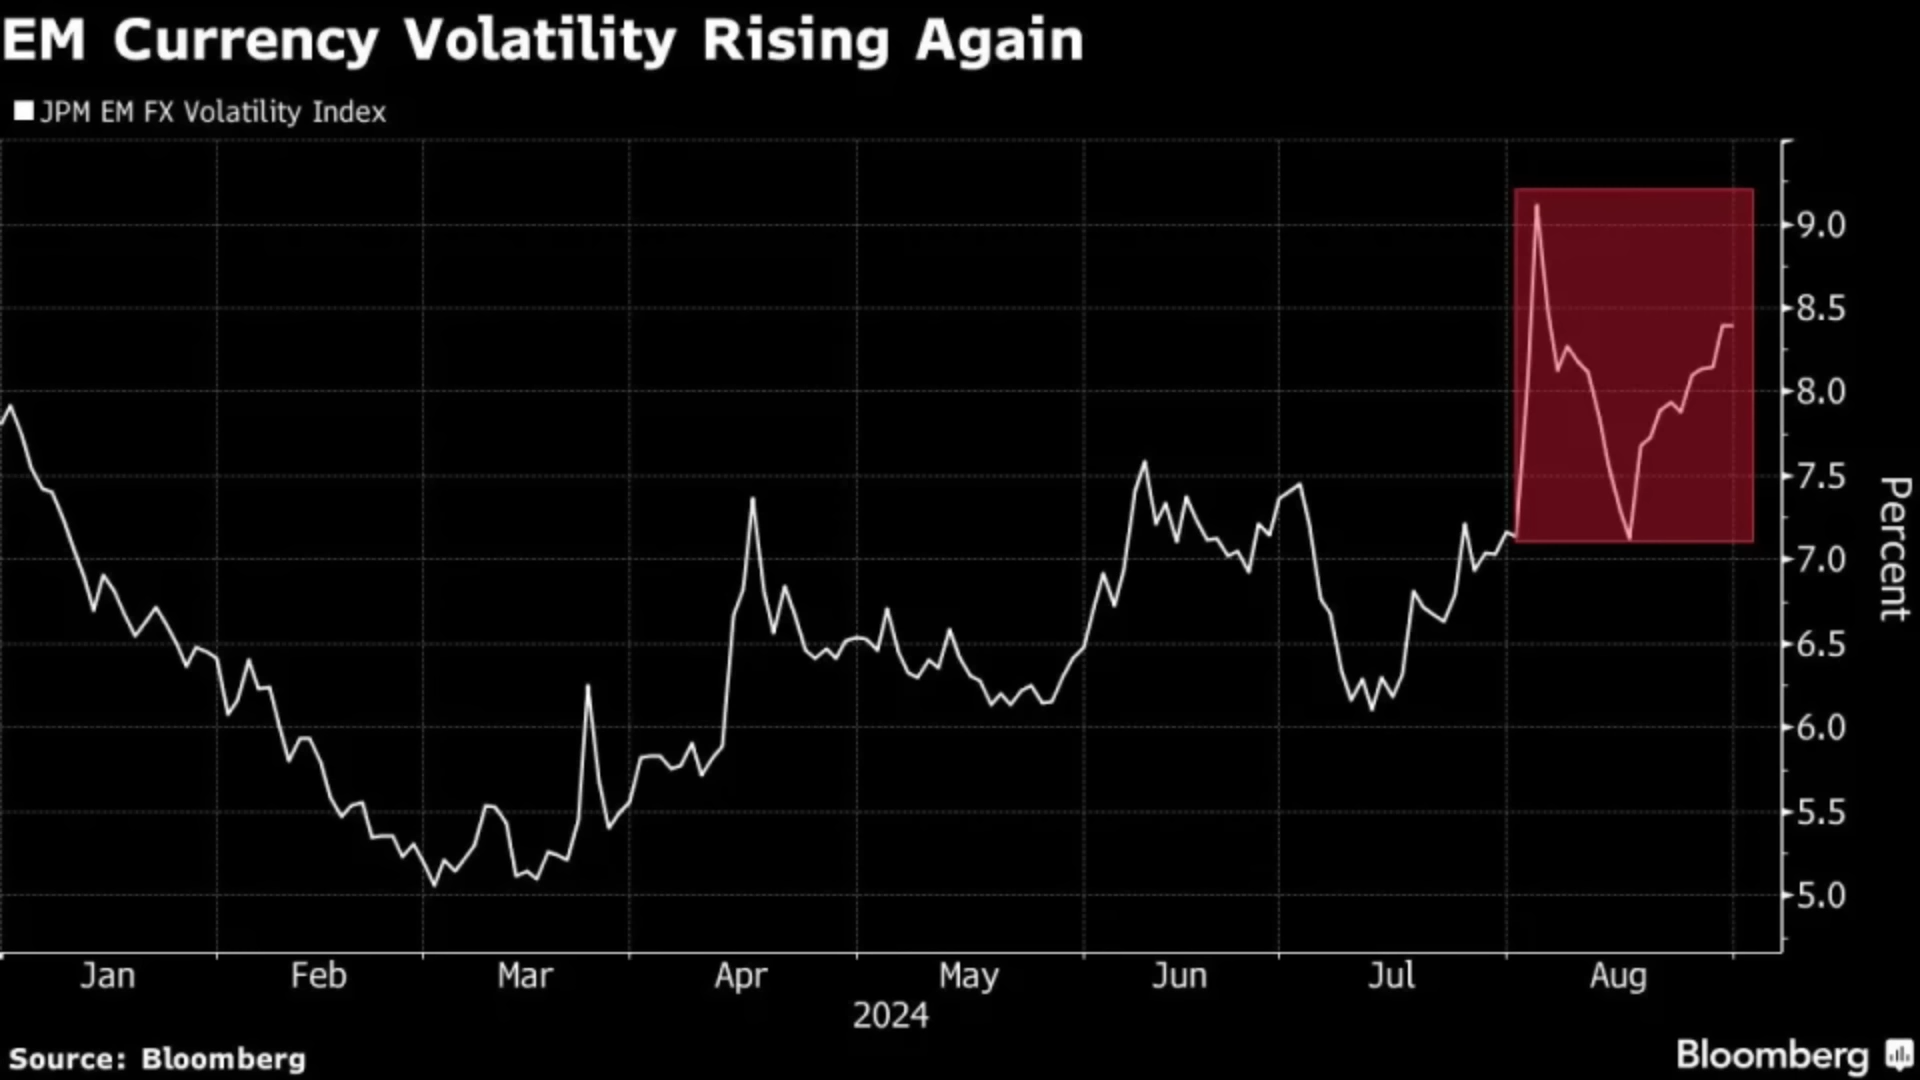 EM Currency Volatility Rising Again
JPM EM FX Volatility Index
9.0
8.5
8.0
7.5
7.0
6.5
6.0
5.5
5.0
Percent
Jan Feb Mar Apr May Jun Jul Aug
2024
Source: Bloomberg
Bloomberg